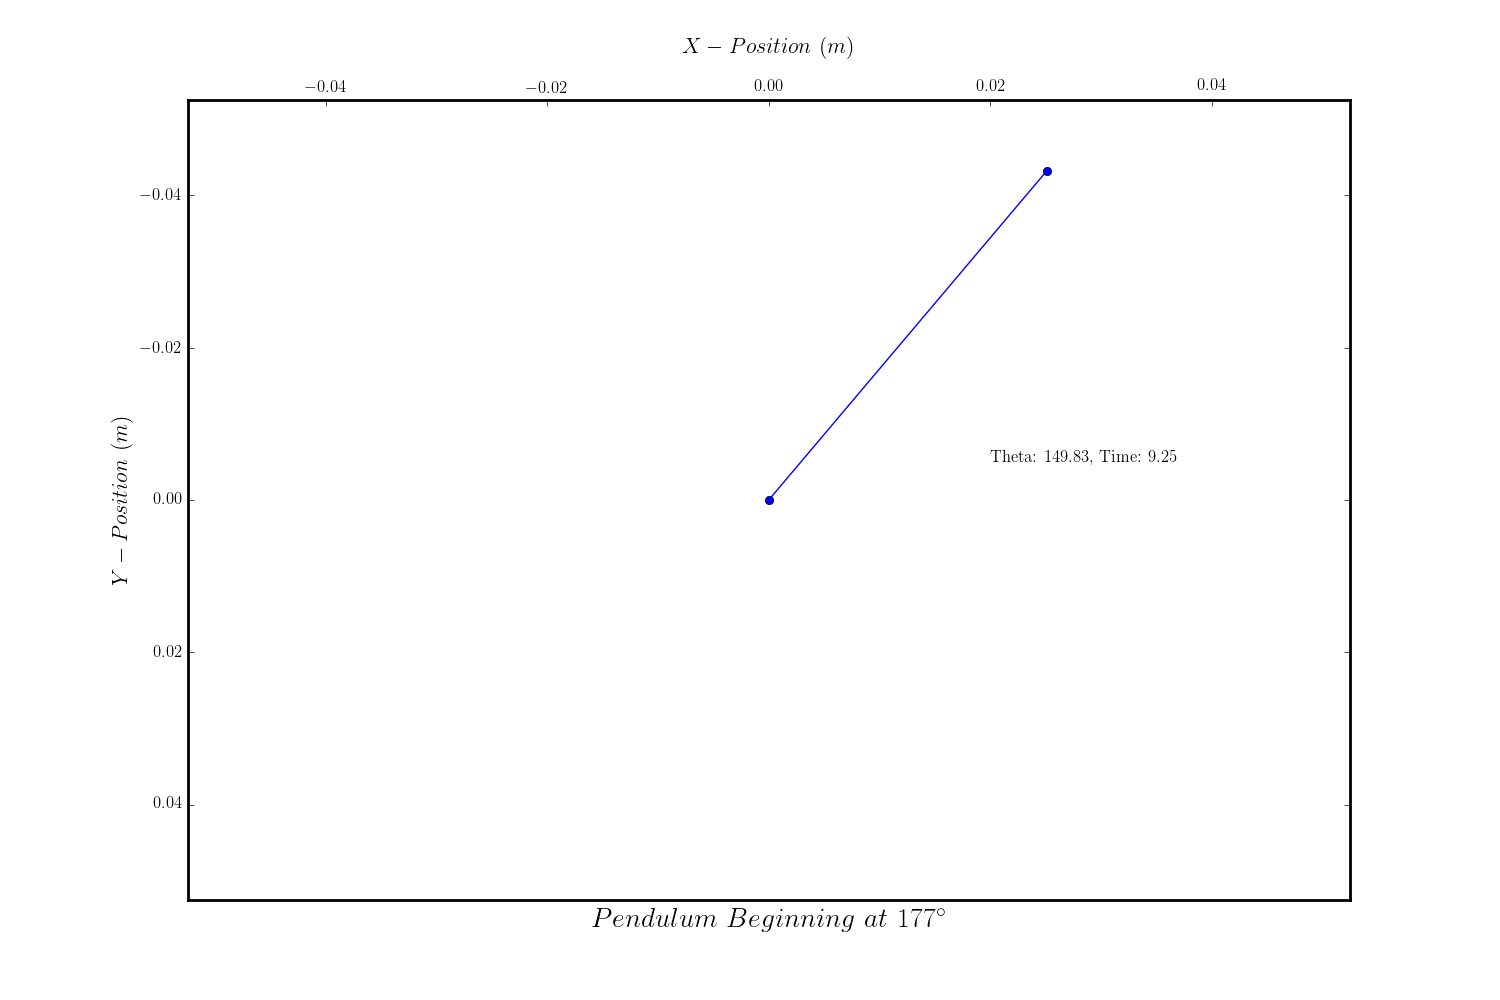 X − Position (m)
−0.04 −0.02 0.00 0.02 0.04
−0.04
−0.02
Y − Position (m)
Theta: 149.83, Time: 9.25
0.00
0.02
0.04
Pendulum Beginning at 177°